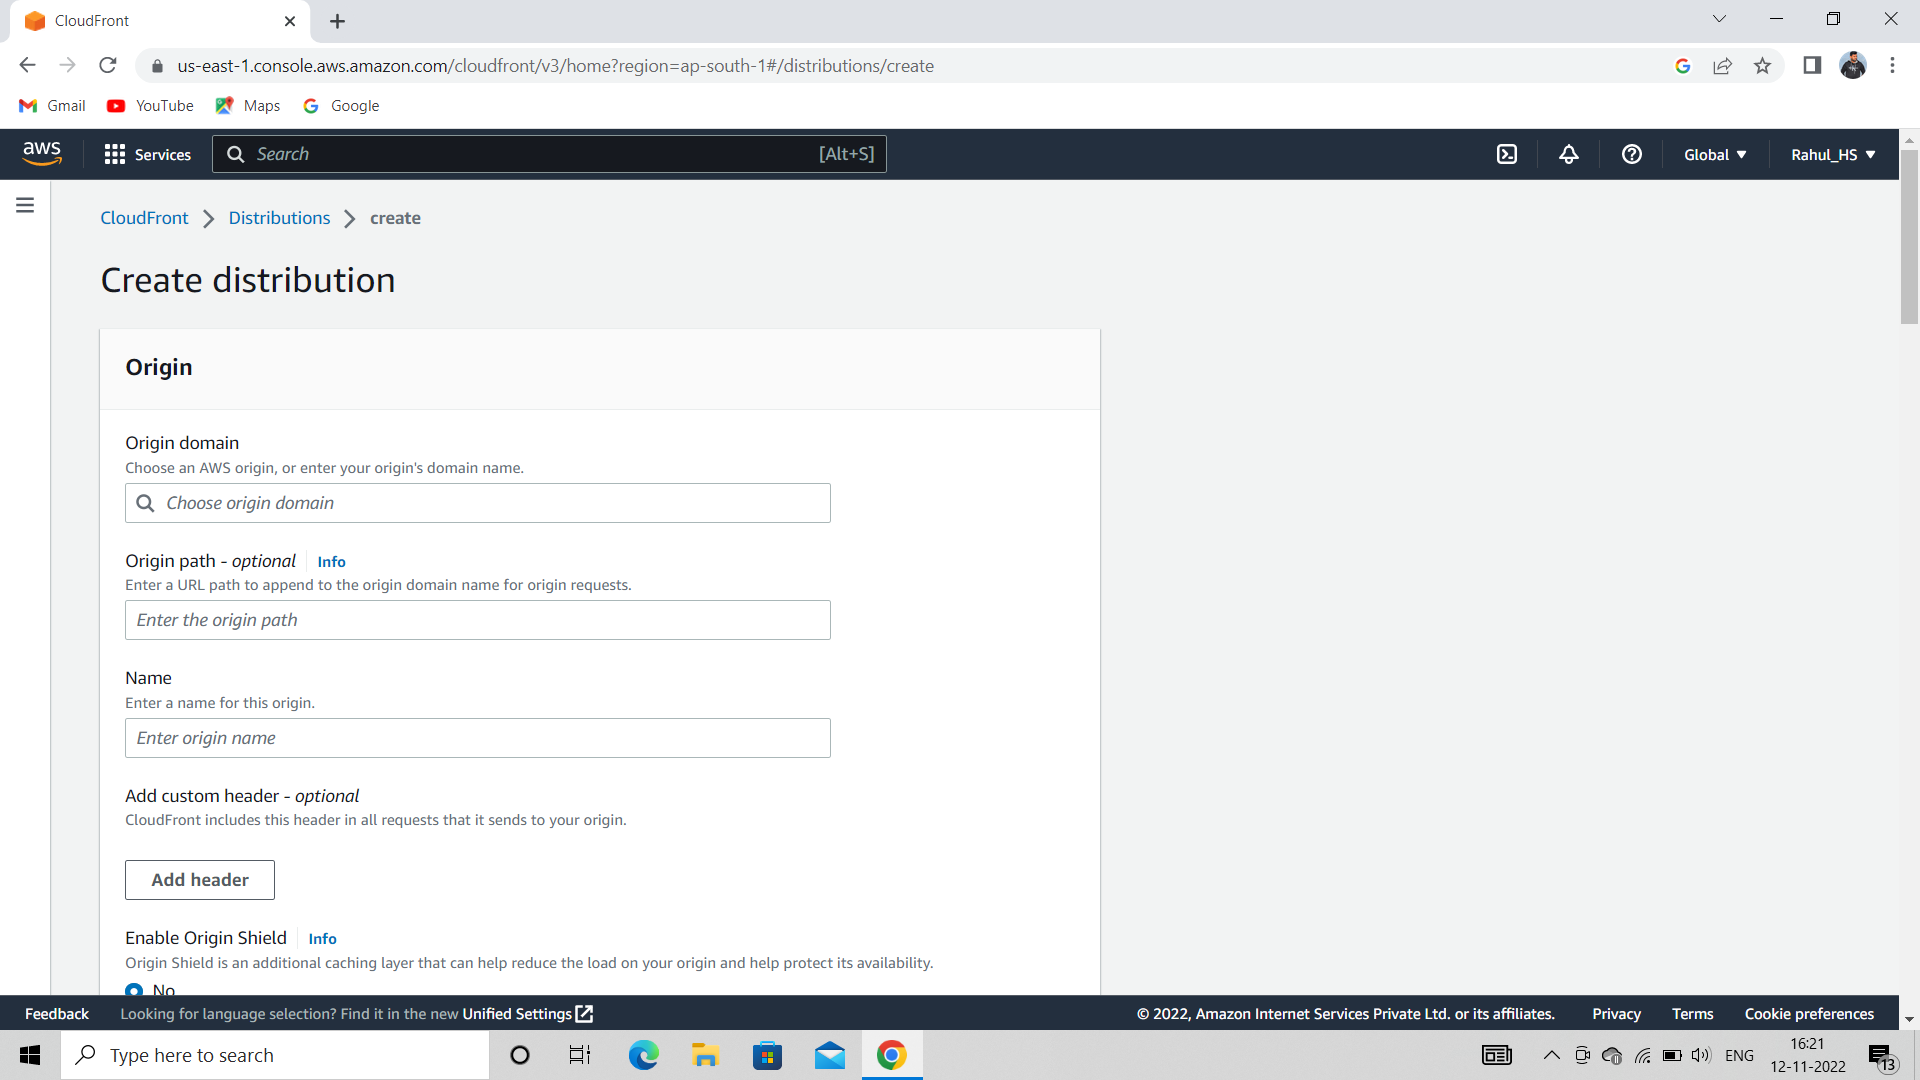 CloudFront
us-east-1.console.aws.amazon.com/cloudfront/v3/home?region=ap-south-1#/distributions/create
Gmail YouTube Maps Google
aws Services Search [Alt+S] Global Rahul_HS
CloudFront Distributions create
Create distribution
Origin
Origin domain
Choose an AWS origin, or enter your origin's domain name.
Choose origin domain
Origin path - optional Info
Enter a URL path to append to the origin domain name for origin requests.
Enter the origin path
Name
Enter a name for this origin.
Enter origin name
Add custom header - optional
CloudFront includes this header in all requests that it sends to your origin.
Add header
Enable Origin Shield Info
Origin Shield is an additional caching layer that can help reduce the load on your origin and help protect its availability.
No
Feedback Looking for language selection? Find it in the new Unified Settings © 2022, Amazon Internet Services Private Ltd. or its affiliates. Privacy Terms Cookie preferences
Type here to search ENG 16:21
12-11-2022 13